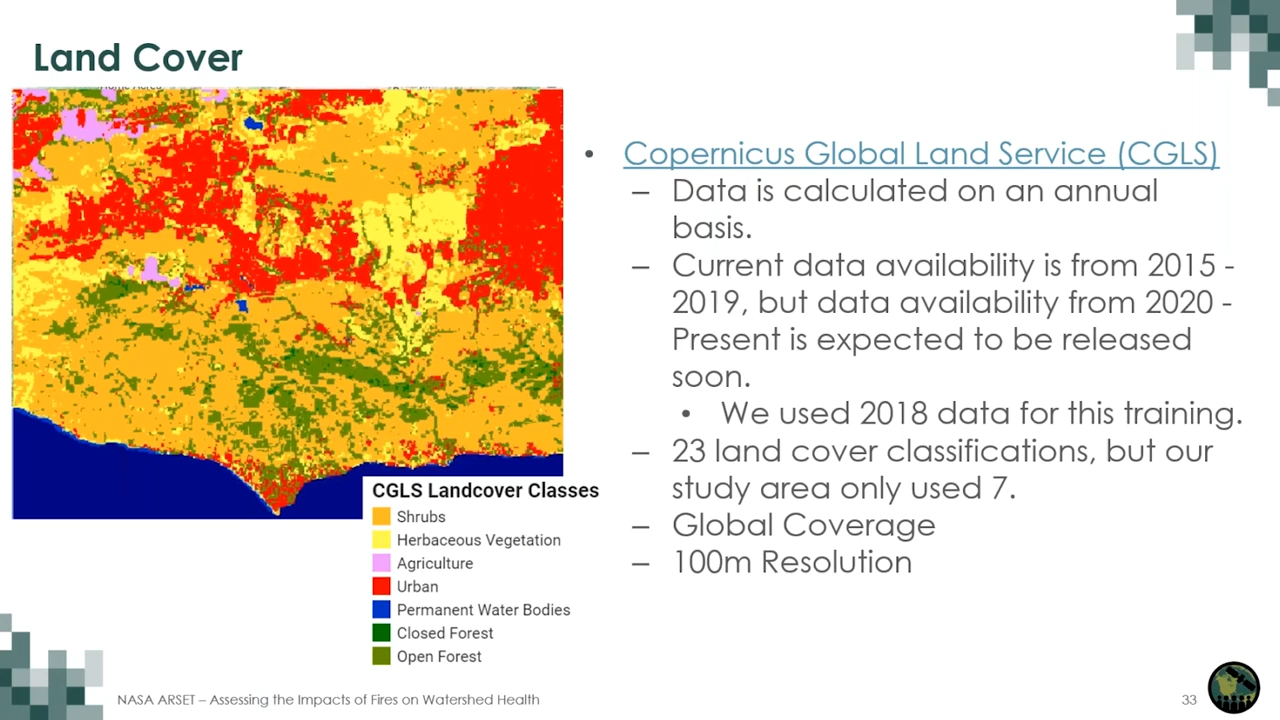 Land Cover
• Copernicus Global Land Service (CGLS)
– Data is calculated on an annual
basis.
– Current data availability is from 2015 -
2019, but data availability from 2020 -
Present is expected to be released
soon.
• We used 2018 data for this training.
– 23 land cover classifications, but our
study area only used 7.
– Global Coverage
– 100m Resolution
CGLS Landcover Classes
Shrubs
Herbaceous Vegetation
Agriculture
Urban
Permanent Water Bodies
Closed Forest
Open Forest
NASA ARSET – Assessing the Impacts of Fires on Watershed Health
33